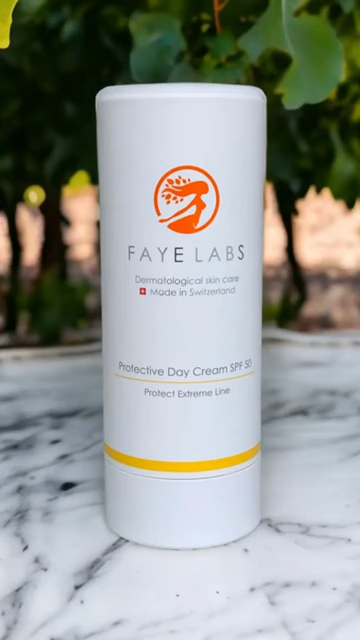 FAYE LABS
Dermatological skin care
Made in Switzerland
Protective Day Cream SPF 50
Protect Extreme Line